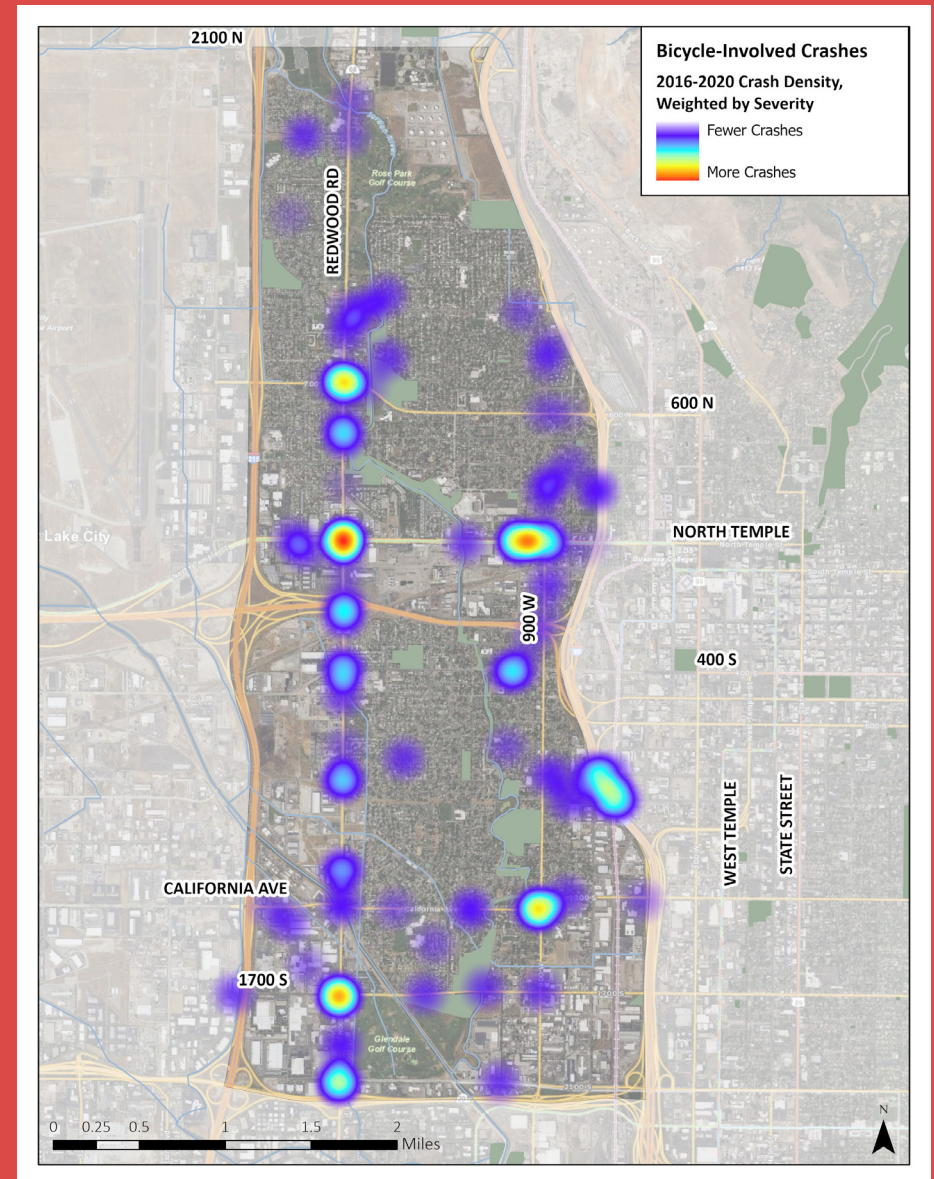 2100 N
Bicycle-Involved Crashes
2016-2020 Crash Density,
Weighted by Severity
Fewer Crashes
More Crashes
REDWOOD RD
Rose Park
Golf Course
600 N
Lake City
NORTH TEMPLE
900 W
400 S
WEST TEMPLE
STATE STREET
CALIFORNIA AVE
1700 S
1700 S
Glendale
Golf Course
2100 S
0 0.25 0.5 1 1.5 2
Miles
N